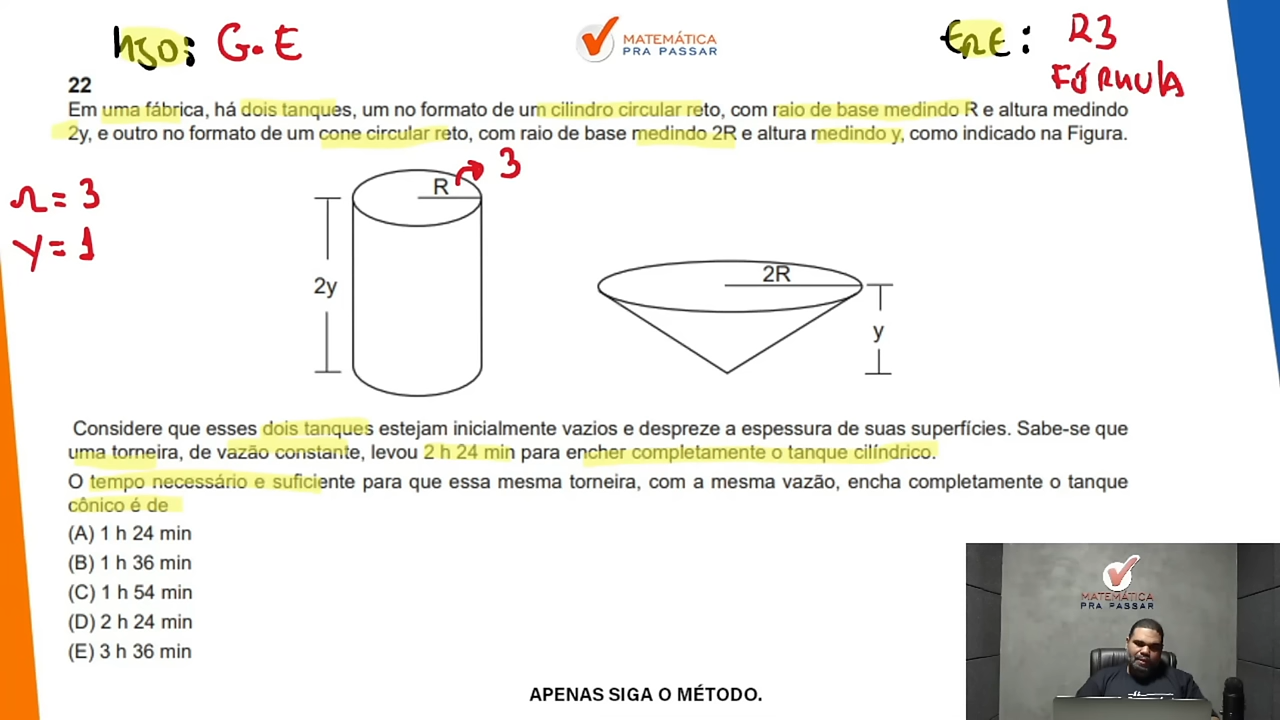 hSO: G.E
MATEMÁTICA
PRA PASSAR
R3
FÓRMULA
22
Em uma fábrica, há dois tanques, um no formato de um cilindro circular reto, com raio de base medindo R e altura medindo
2y, e outro no formato de um cone circular reto, com raio de base medindo 2R e altura medindo y, como indicado na Figura.
r = 3
y = 1
R
3
2y
2R
y
Considere que esses dois tanques estejam inicialmente vazios e despreze a espessura de suas superfícies. Sabe-se que
uma torneira, de vazão constante, levou 2 h 24 min para encher completamente o tanque cilíndrico.
O tempo necessário e suficiente para que essa mesma torneira, com a mesma vazão, encha completamente o tanque
cônico é de
(A) 1 h 24 min
(B) 1 h 36 min
(C) 1 h 54 min
(D) 2 h 24 min
(E) 3 h 36 min
MATEMÁTICA
PRA PASSAR
APENAS SIGA O MÉTODO.